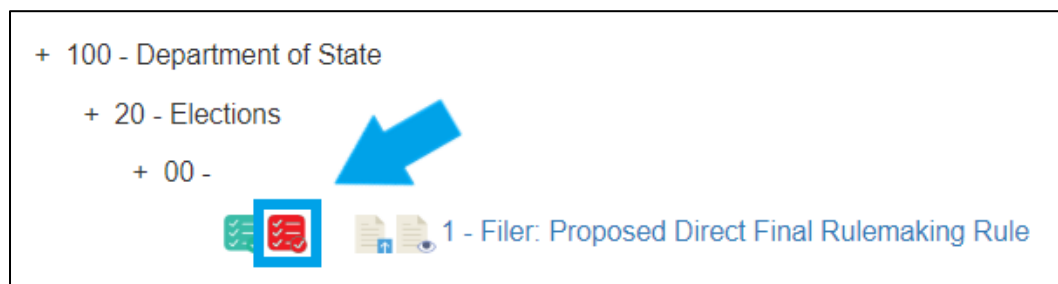 + 100 - Department of State
+ 20 - Elections
+ 00 -
1 - Filer: Proposed Direct Final Rulemaking Rule